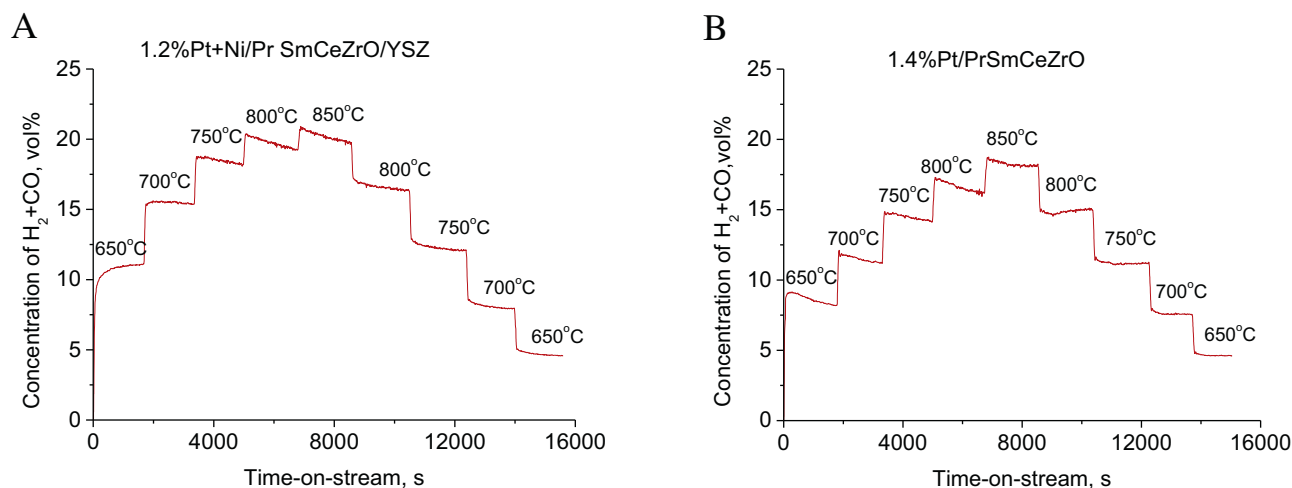 A
1.2%Pt+Ni/Pr SmCeZrO/YSZ
Concentration of H₂+CO, vol%
25
20
15
10
5
0
650°C
700°C
750°C
800°C
850°C
800°C
750°C
700°C
650°C
0 4000 8000 12000 16000
Time-on-stream, s
B
1.4%Pt/PrSmCeZrO
Concentration of H₂+CO,vol%
25
20
15
10
5
0
650°C
700°C
750°C
800°C
850°C
800°C
750°C
700°C
650°C
0 4000 8000 12000 16000
Time-on-stream, s